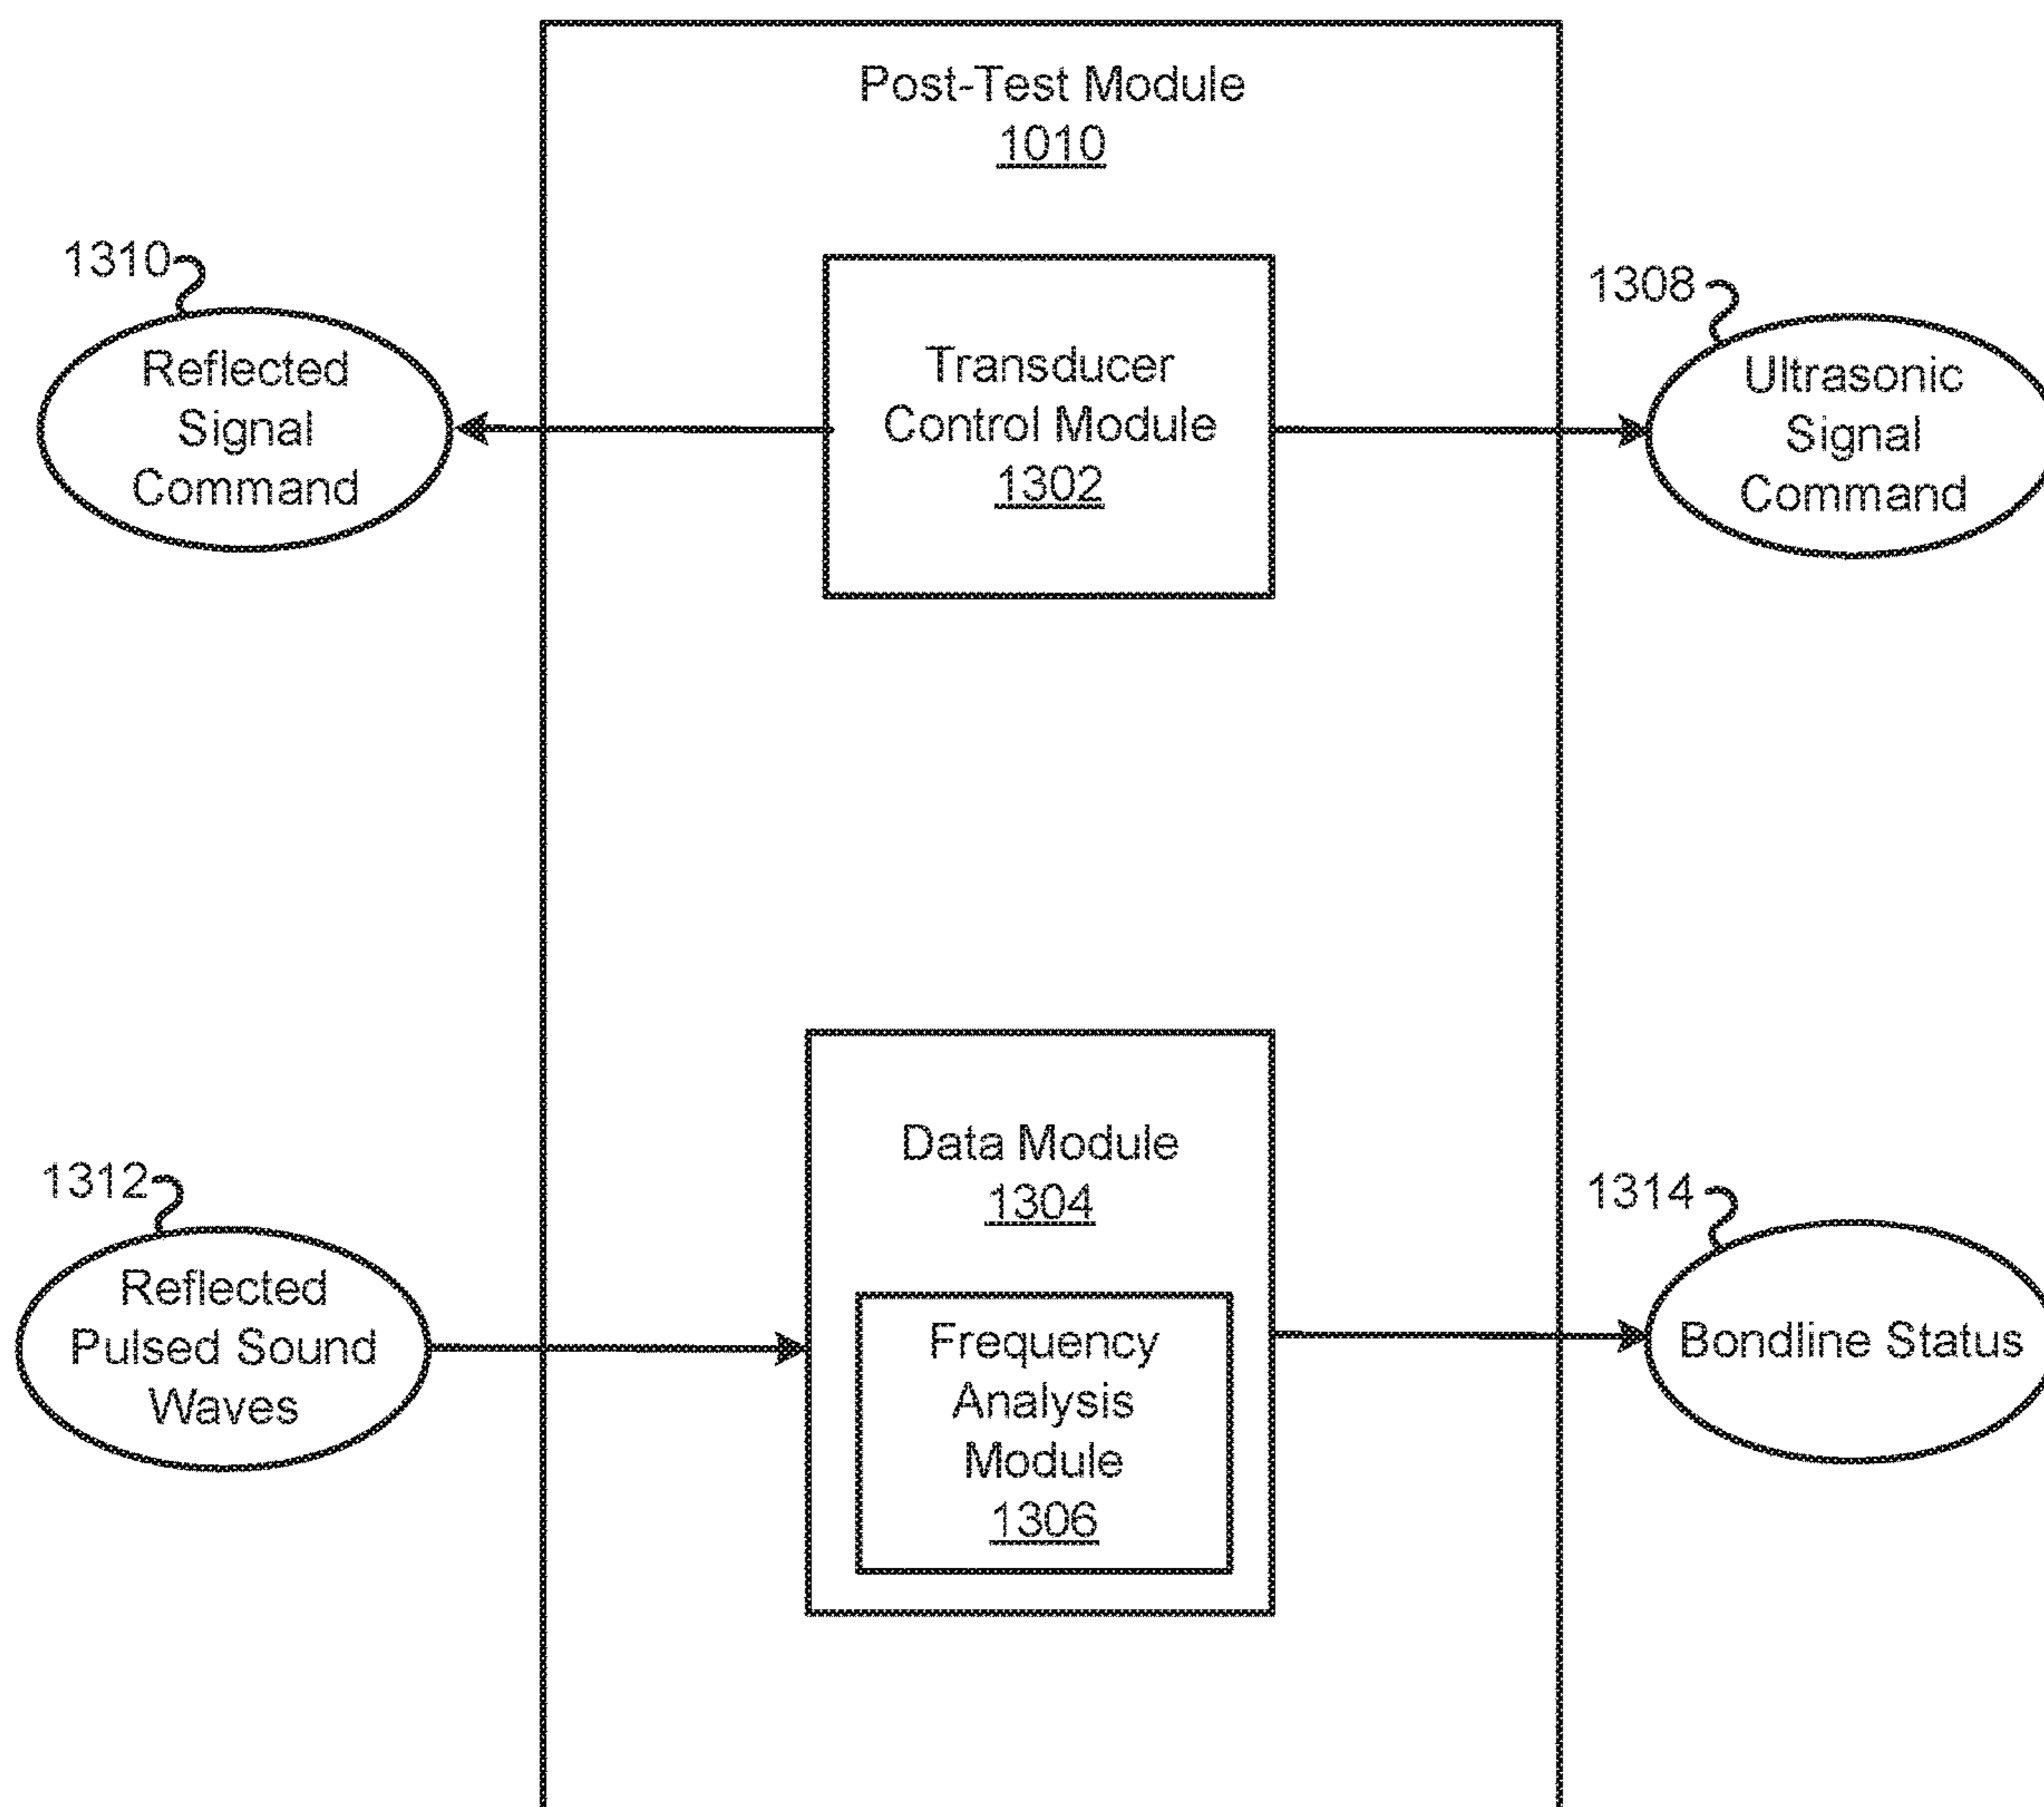 Post-Test Module
1010
1310
Reflected
Signal
Command
Transducer
Control Module
1302
1308
Ultrasonic
Signal
Command
1312
Reflected
Pulsed Sound
Waves
Data Module
1304
Frequency
Analysis
Module
1306
1314
Bondline Status